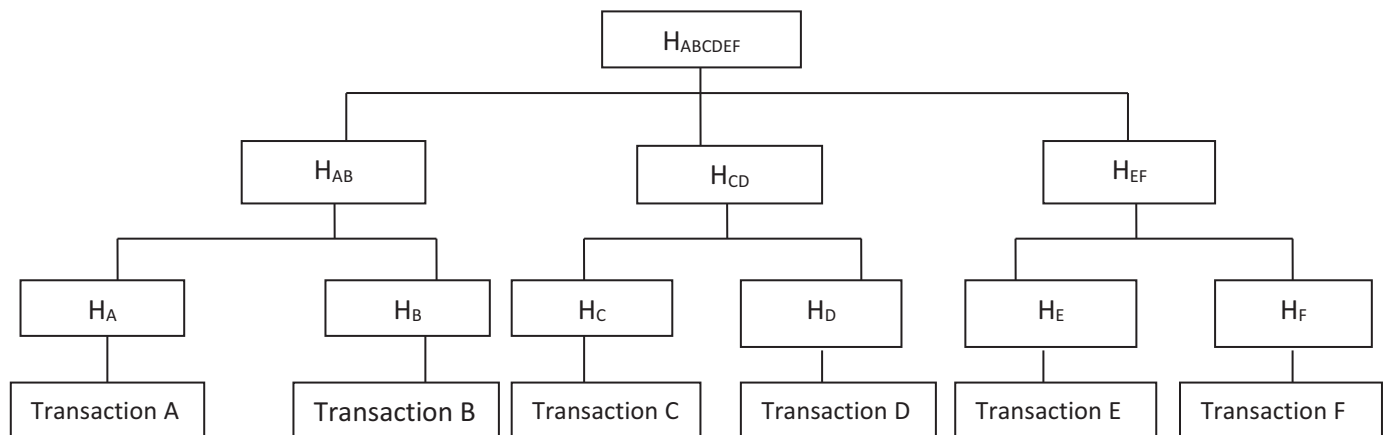 HABCDEF
HAB
HCD
HEF
HA
HB
HC
HD
HE
HF
Transaction A
Transaction B
Transaction C
Transaction D
Transaction E
Transaction F